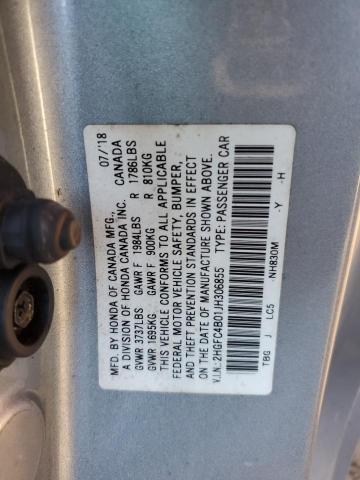 MFD. BY HONDA OF CANADA MFG., 07/'18
A DIVISION OF HONDA CANADA INC. CANADA
GVWR 3737LBS GAWR F 1984LBS R 1786LBS
GVWR 1695KG GAWR F 900KG R 810KG
THIS VEHICLE CONFORMS TO ALL APPLICABLE
FEDERAL MOTOR VEHICLE SAFETY, BUMPER,
AND THEFT PREVENTION STANDARDS IN EFFECT
ON THE DATE OF MANUFACTURE SHOWN ABOVE.
V.I.N.: 2HGFC4B01JH306855 TYPE: PASSENGER CAR
TBG J LC5 -NH830M -Y -H